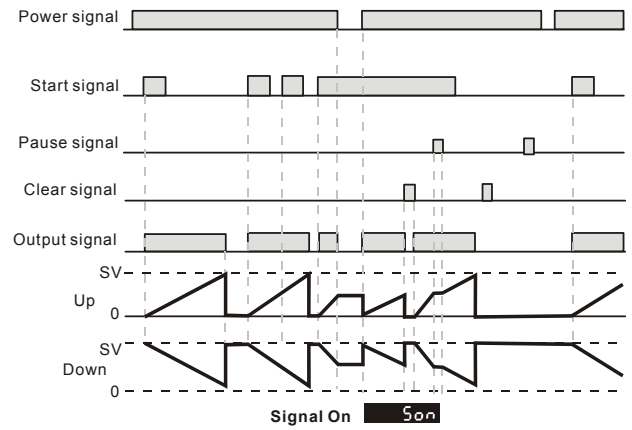 Power signal
Start signal
Pause signal
Clear signal
Output signal
SV
Up
0
SV
Down
0
Signal On Son